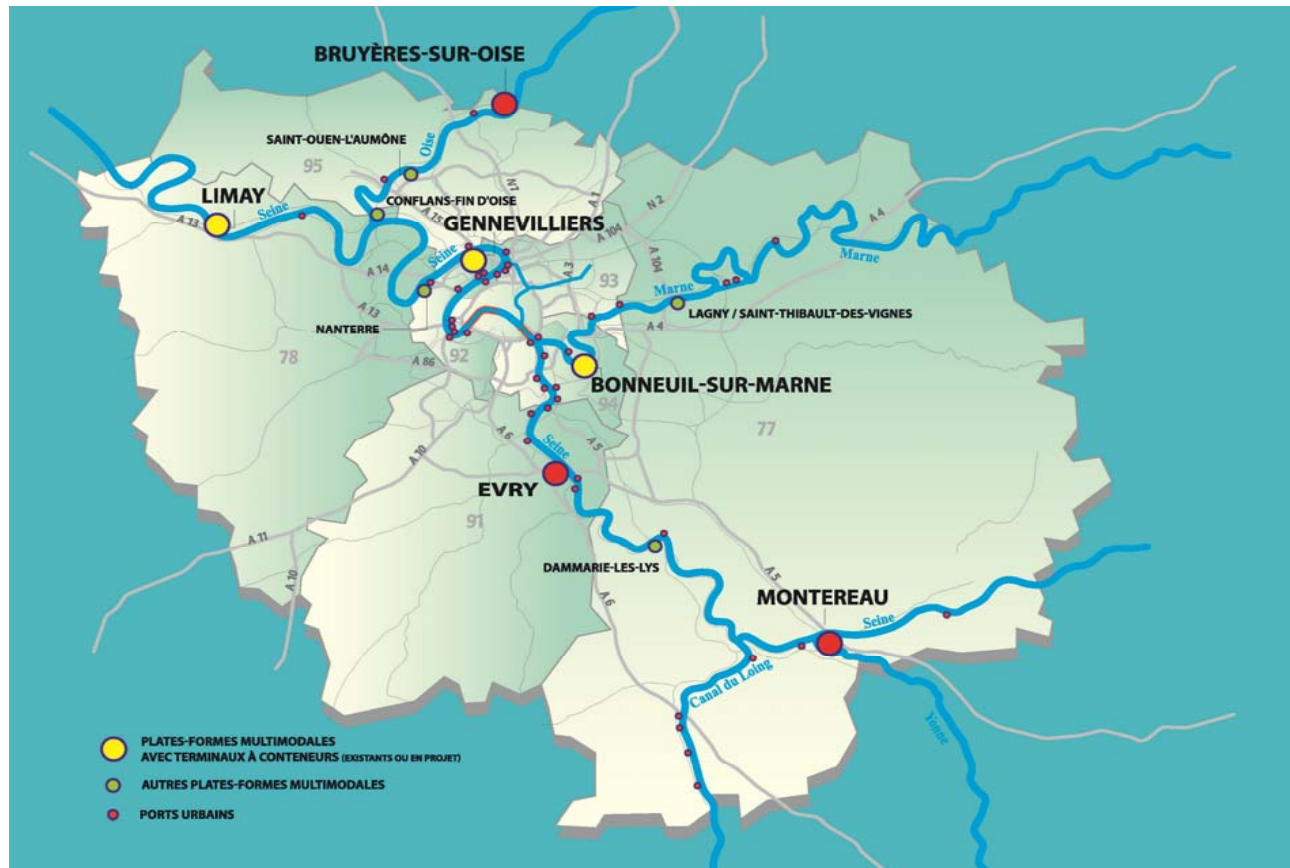 BRUYÈRES-SUR-OISE
SAINT-OUEN-L'AUMÔNE
Oise
95
N1
LIMAY
CONFLANS-FIN D'OISE
A 1
N 2
A 13
Seine
A 15
GENNEVILLIERS
A 104
A 4
Seine
A 14
A 3
93
A 104
Marne
Marne
A 13
LAGNY / SAINT-THIBAULT-DES-VIGNES
NANTERRE
A 4
78
A 86
92
BONNEUIL-SUR-MARNE
94
77
A 10
A 6
Seine
A 5
EVRY
91
A 11
A 10
DAMMARIE-LES-LYS
A 5
A 6
MONTEREAU
Seine
Canal du Loing
Yonne
PLATES-FORMES MULTIMODALES
AVEC TERMINAUX À CONTENEURS (EXISTANTS OU EN PROJET)
AUTRES PLATES-FORMES MULTIMODALES
PORTS URBAINS